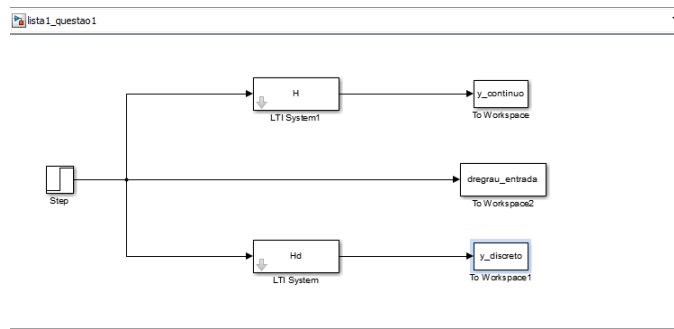 lista1_questao1
H
LTI System1
y_continuo
To Workspace
Step
dregrau_entrada
To Workspace2
Hd
LTI System
y_discreto
To Workspace1